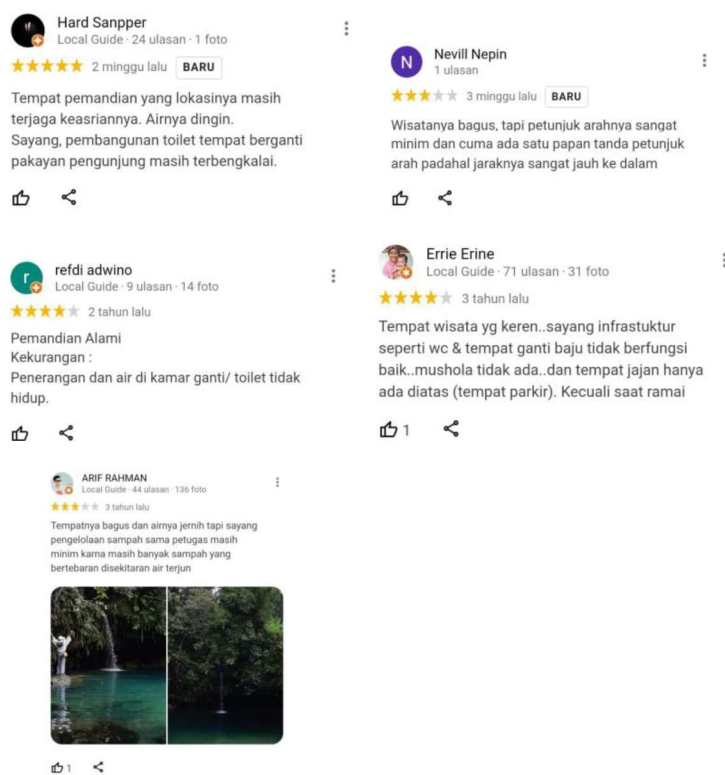 Hard Sanpper
Local Guide · 24 ulasan · 1 foto
2 minggu lalu BARU
Tempat pemandian yang lokasinya masih
terjaga keasriannya. Airnya dingin.
Sayang, pembangunan toilet tempat berganti
pakayan pengunjung masih terbengkalai.
N
Nevill Nepin
1 ulasan
3 minggu lalu BARU
Wisatanya bagus, tapi petunjuk arahnya sangat
minim dan cuma ada satu papan tanda petunjuk
arah padahal jaraknya sangat jauh ke dalam
r
refdi adwino
Local Guide · 9 ulasan · 14 foto
2 tahun lalu
Pemandian Alami
Kekurangan :
Penerangan dan air di kamar ganti/ toilet tidak
hidup.
Errie Erine
Local Guide · 71 ulasan · 31 foto
3 tahun lalu
Tempat wisata yg keren..sayang infrastuktur
seperti wc & tempat ganti baju tidak berfungsi
baik..mushola tidak ada..dan tempat jajan hanya
ada diatas (tempat parkir). Kecuali saat ramai
1
ARIF RAHMAN
Local Guide · 44 ulasan · 136 foto
3 tahun lalu
Tempatnya bagus dan airnya jernih tapi sayang
pengelolaan sampah sama petugas masih
minim karna masih banyak sampah yang
bertebaran disekitaran air terjun
1